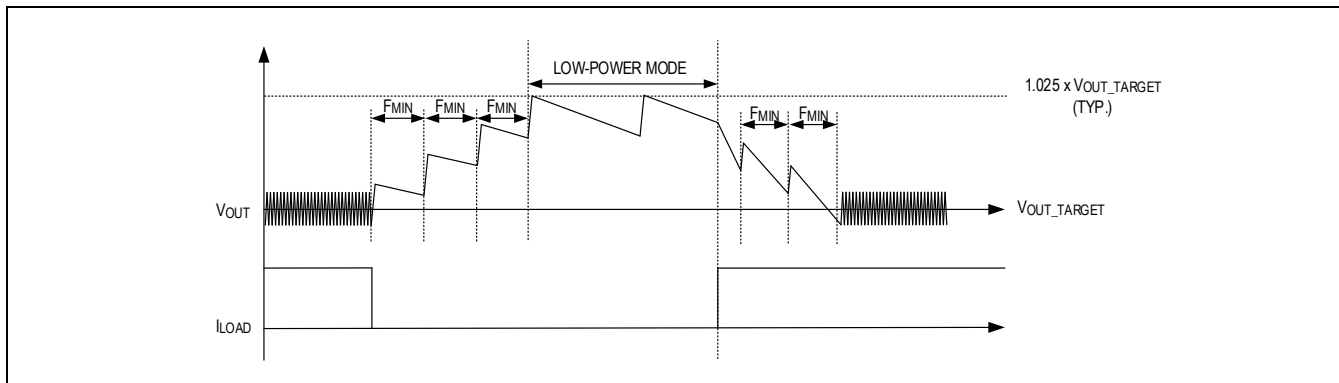 LOW-POWER MODE
1.025 x VOUT_TARGET
(TYP.)
FMIN
FMIN
FMIN
FMIN
FMIN
VOUT
VOUT_TARGET
ILOAD